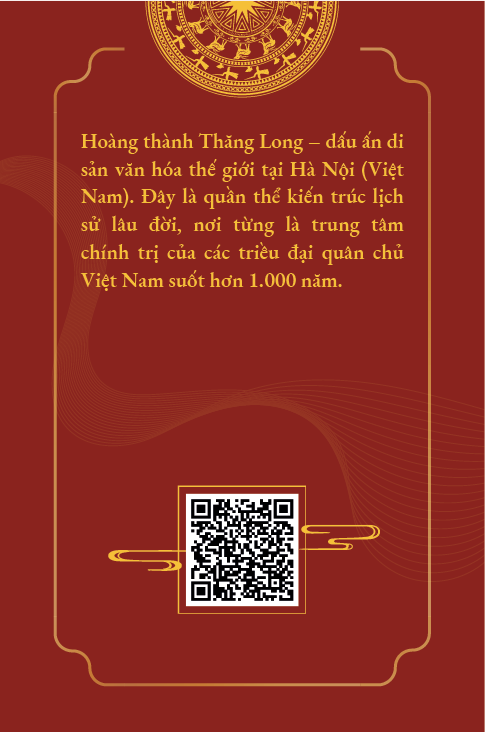 Hoàng thành Thăng Long – dấu ấn di
sản văn hóa thế giới tại Hà Nội (Việt
Nam). Đây là quần thể kiến trúc lịch
sử lâu đời, nơi từng là trung tâm
chính trị của các triều đại quân chủ
Việt Nam suốt hơn 1.000 năm.